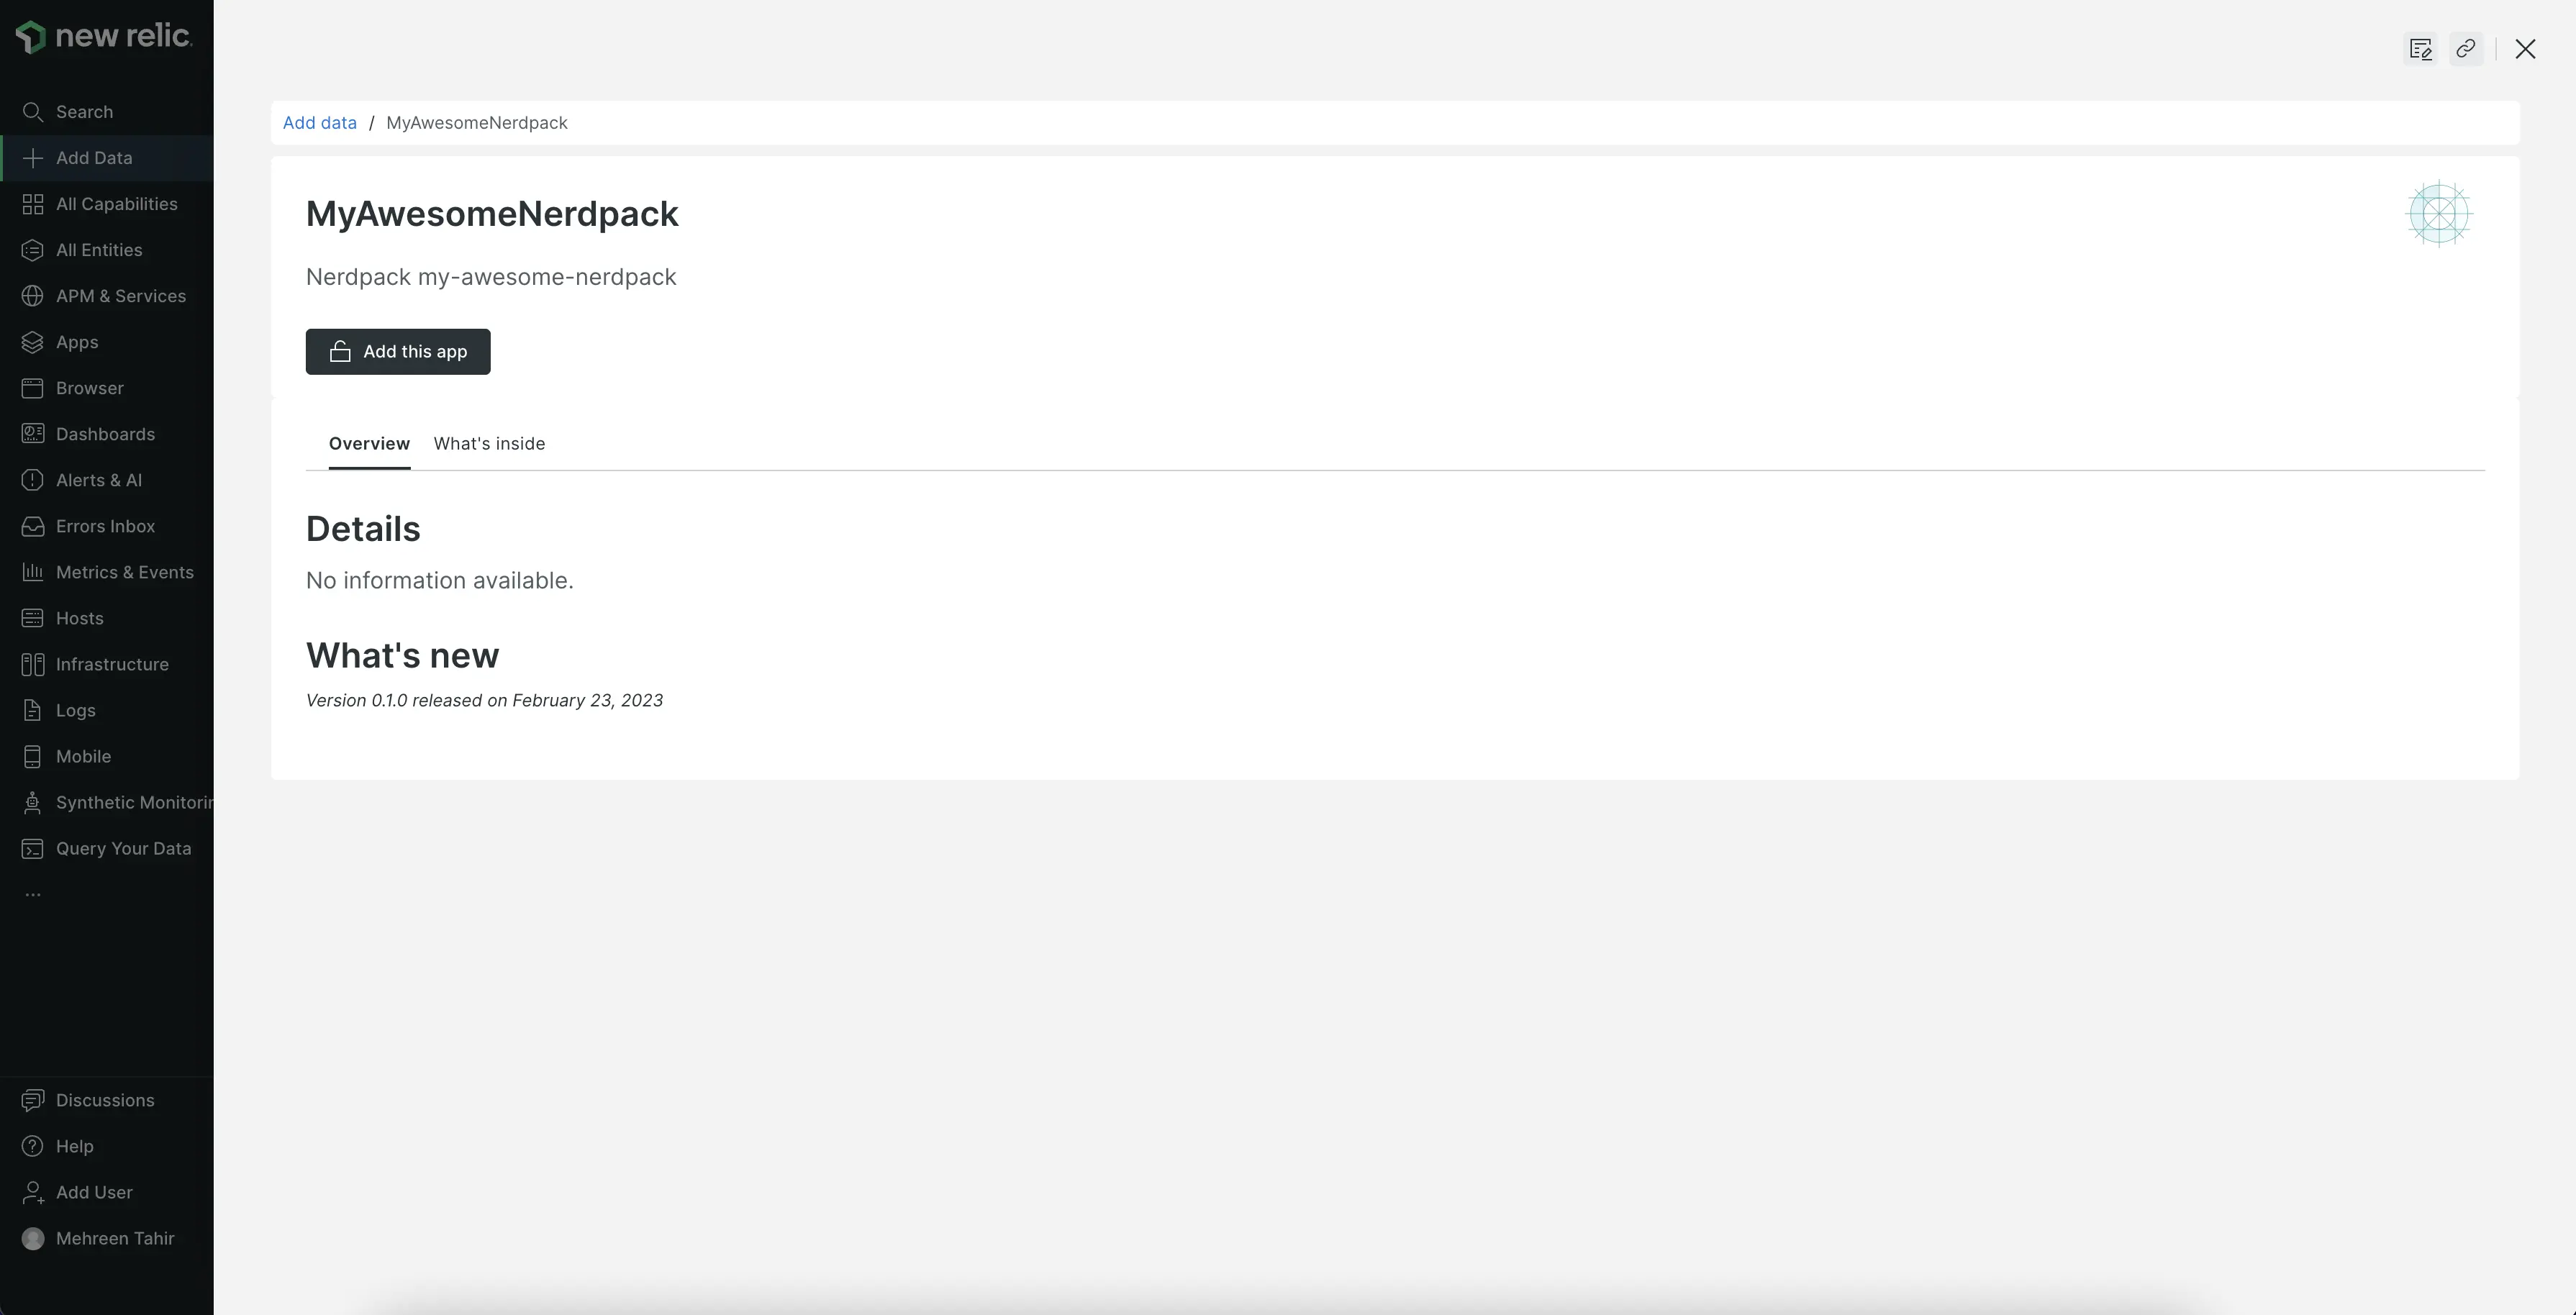 new relic.
Search
Add Data
All Capabilities
All Entities
APM & Services
Apps
Browser
Dashboards
Alerts & AI
Errors Inbox
Metrics & Events
Hosts
Infrastructure
Logs
Mobile
Synthetic Monitorin
Query Your Data
...
Discussions
Help
Add User
Mehreen Tahir
Add data / MyAwesomeNerdpack
MyAwesomeNerdpack
Nerdpack my-awesome-nerdpack
Add this app
Overview What's inside
Details
No information available.
What's new
Version 0.1.0 released on February 23, 2023